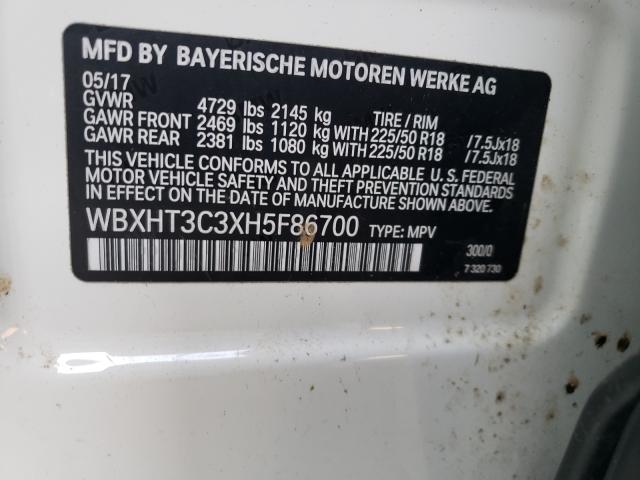 MFD BY BAYERISCHE MOTOREN WERKE AG
05/17
GVWR 4729 lbs 2145 kg TIRE / RIM
GAWR FRONT 2469 lbs 1120 kg WITH 225/50 R18 /7.5Jx18
GAWR REAR 2381 lbs 1080 kg WITH 225/50 R18 /7.5Jx18
THIS VEHICLE CONFORMS TO ALL APPLICABLE U.S. FEDERAL
MOTOR VEHICLE SAFETY AND THEFT PREVENTION STANDARDS
IN EFFECT ON THE DATE OF MANUFACTURE SHOWN ABOVE.
WBXHT3C3XH5F86700 TYPE: MPV
300/0
7 320 730